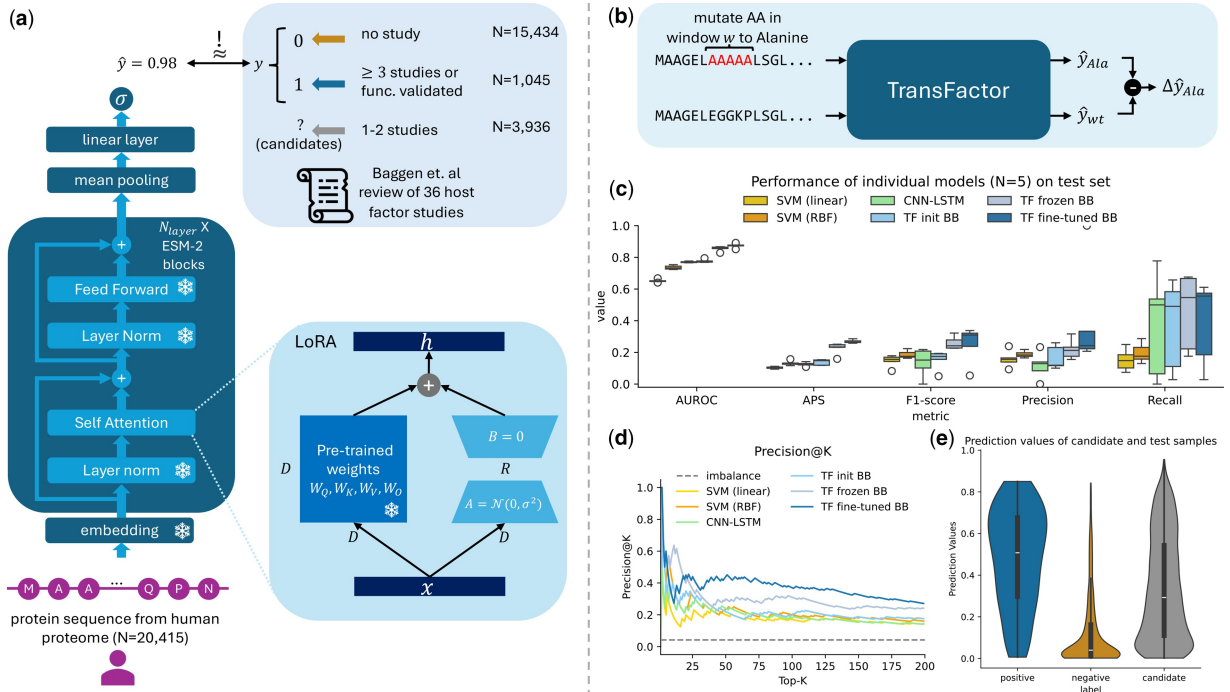 (a)
ŷ = 0.98
!
≈
y
0
no study
N=15,434
1
≥ 3 studies or
func. validated
N=1,045
?
(candidates)
1-2 studies
N=3,936
Baggen et. al
review of 36 host
factor studies
σ
linear layer
mean pooling
N_layer X
ESM-2
blocks
+
Feed Forward
Layer Norm
+
Self Attention
Layer norm
embedding
M A A ... Q P N
protein sequence from human
proteome (N=20,415)
LoRA
h
+
Pre-trained
weights
W_Q, W_K, W_V, W_O
D
B = 0
R
A = 𝒩(0, σ²)
D
D
x
(b)
mutate AA in
window w to Alanine
MAAGELAAAAALSGL...
MAAGELEGGKPLSGL...
TransFactor
ŷ_Ala
ŷ_wt
-
Δŷ_Ala
(c)
Performance of individual models (N=5) on test set
SVM (linear)
SVM (RBF)
CNN-LSTM
TF init BB
TF frozen BB
TF fine-tuned BB
value
1.0
0.8
0.6
0.4
0.2
0.0
AUROC
APS
F1-score
Precision
Recall
metric
(d)
Precision@K
imbalance
SVM (linear)
SVM (RBF)
CNN-LSTM
TF init BB
TF frozen BB
TF fine-tuned BB
Precision@K
1.0
0.8
0.6
0.4
0.2
0.0
25 50 75 100 125 150 175 200
Top-K
(e)
Prediction values of candidate and test samples
Prediction Values
1.0
0.8
0.6
0.4
0.2
0.0
positive
negative
candidate
label